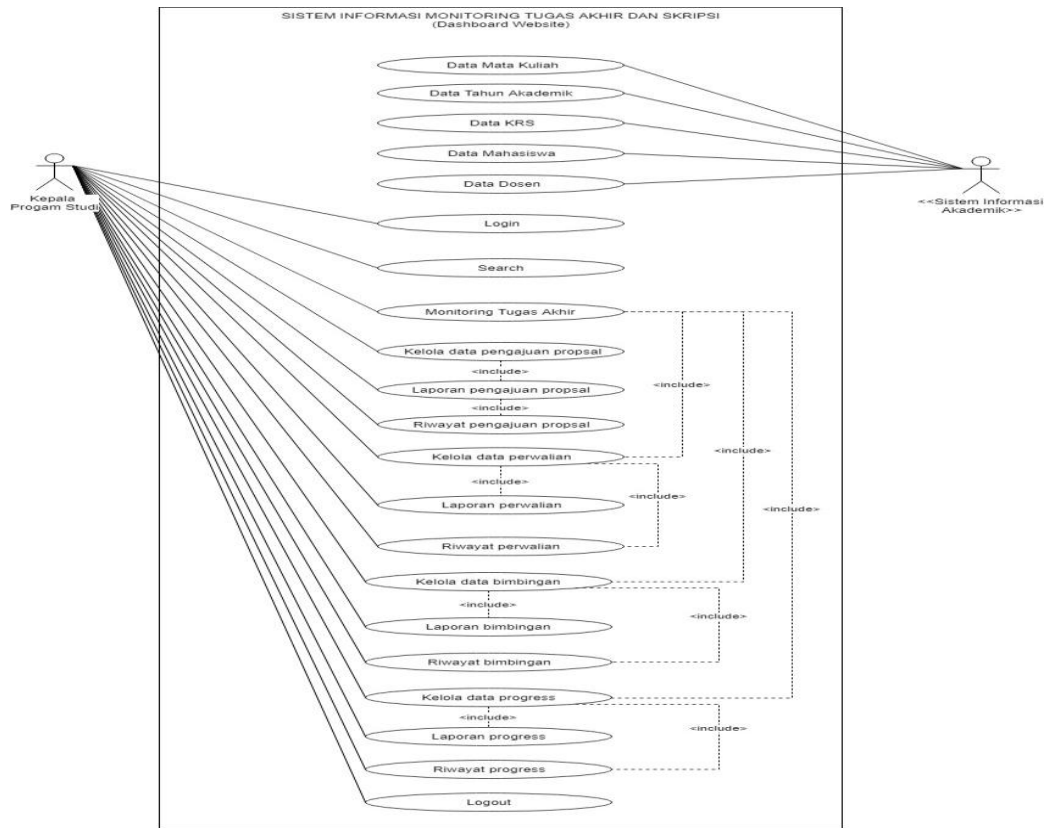 SISTEM INFORMASI MONITORING TUGAS AKHIR DAN SKRIPSI
(Dashboard Website)
Data Mata Kuliah
Data Tahun Akademik
Data KRS
Data Mahasiswa
Data Dosen
Kepala
Progam Studi
<<Sistem Informasi
Akademik>>
Login
Search
Monitoring Tugas Akhir
Kelola data pengajuan propsal
<include>
Laporan pengajuan propsal
<include>
Riwayat pengajuan propsal
<include>
Kelola data perwalian
<include>
<include>
Laporan perwalian
<include>
<include>
Riwayat perwalian
Kelola data bimbingan
<include>
Laporan bimbingan
<include>
Riwayat bimbingan
Kelola data progress
<include>
Laporan progress
<include>
Riwayat progress
Logout